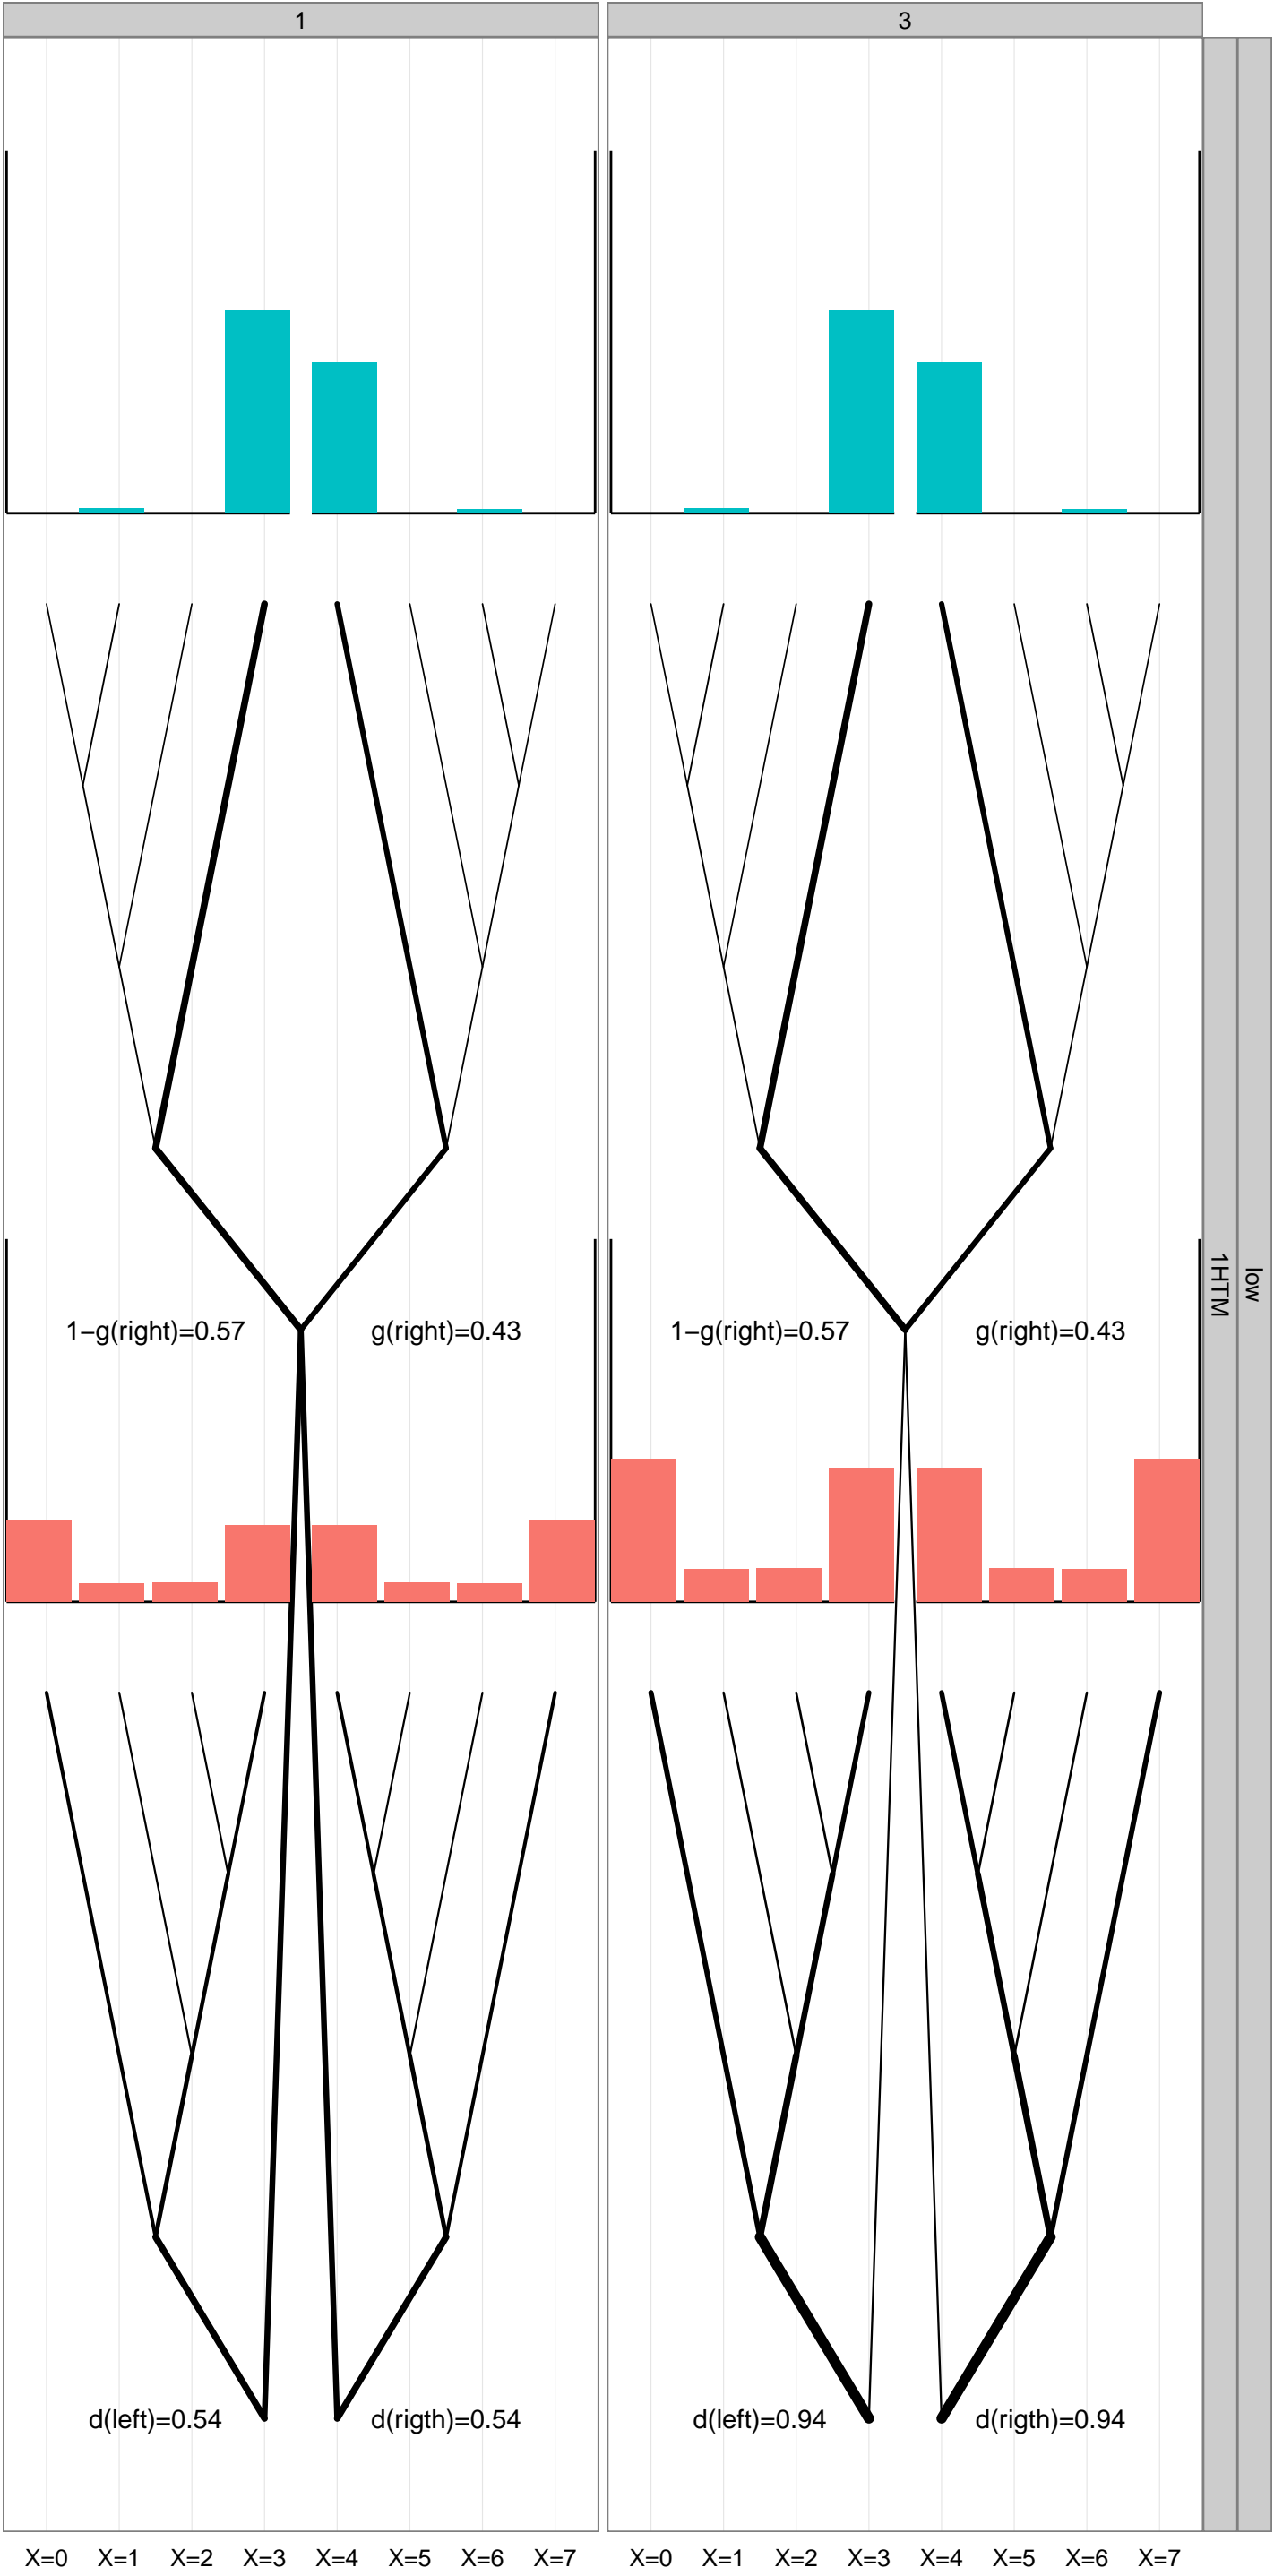 1 3
low
1HTM
1−g(right)=0.57 g(right)=0.43 1−g(right)=0.57 g(right)=0.43
d(left)=0.54 d(rigth)=0.54 d(left)=0.94 d(rigth)=0.94
X=0 X=1 X=2 X=3 X=4 X=5 X=6 X=7 X=0 X=1 X=2 X=3 X=4 X=5 X=6 X=7